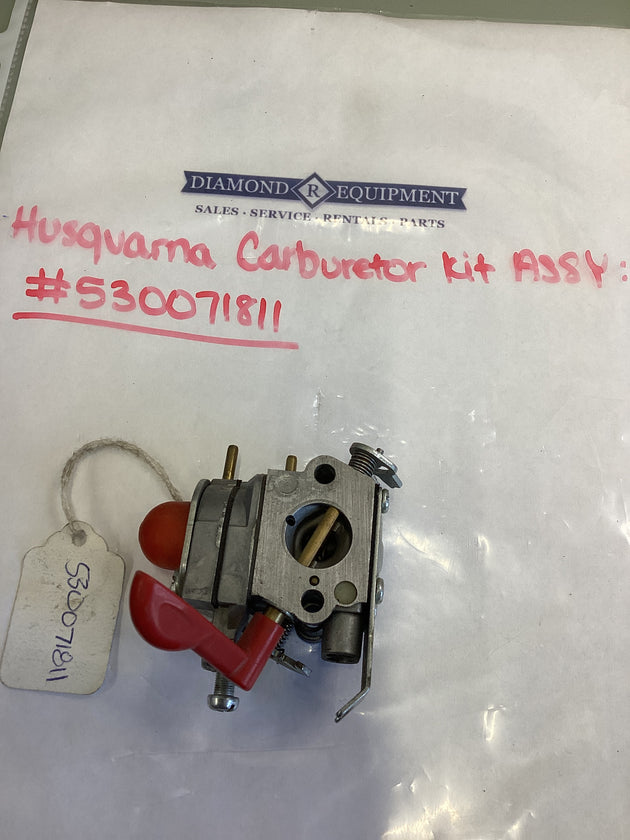 DIAMOND R EQUIPMENT
SALES · SERVICE · RENTALS · PARTS
Husqvarna Carburetor Kit ASSY:
#530071811
530071811